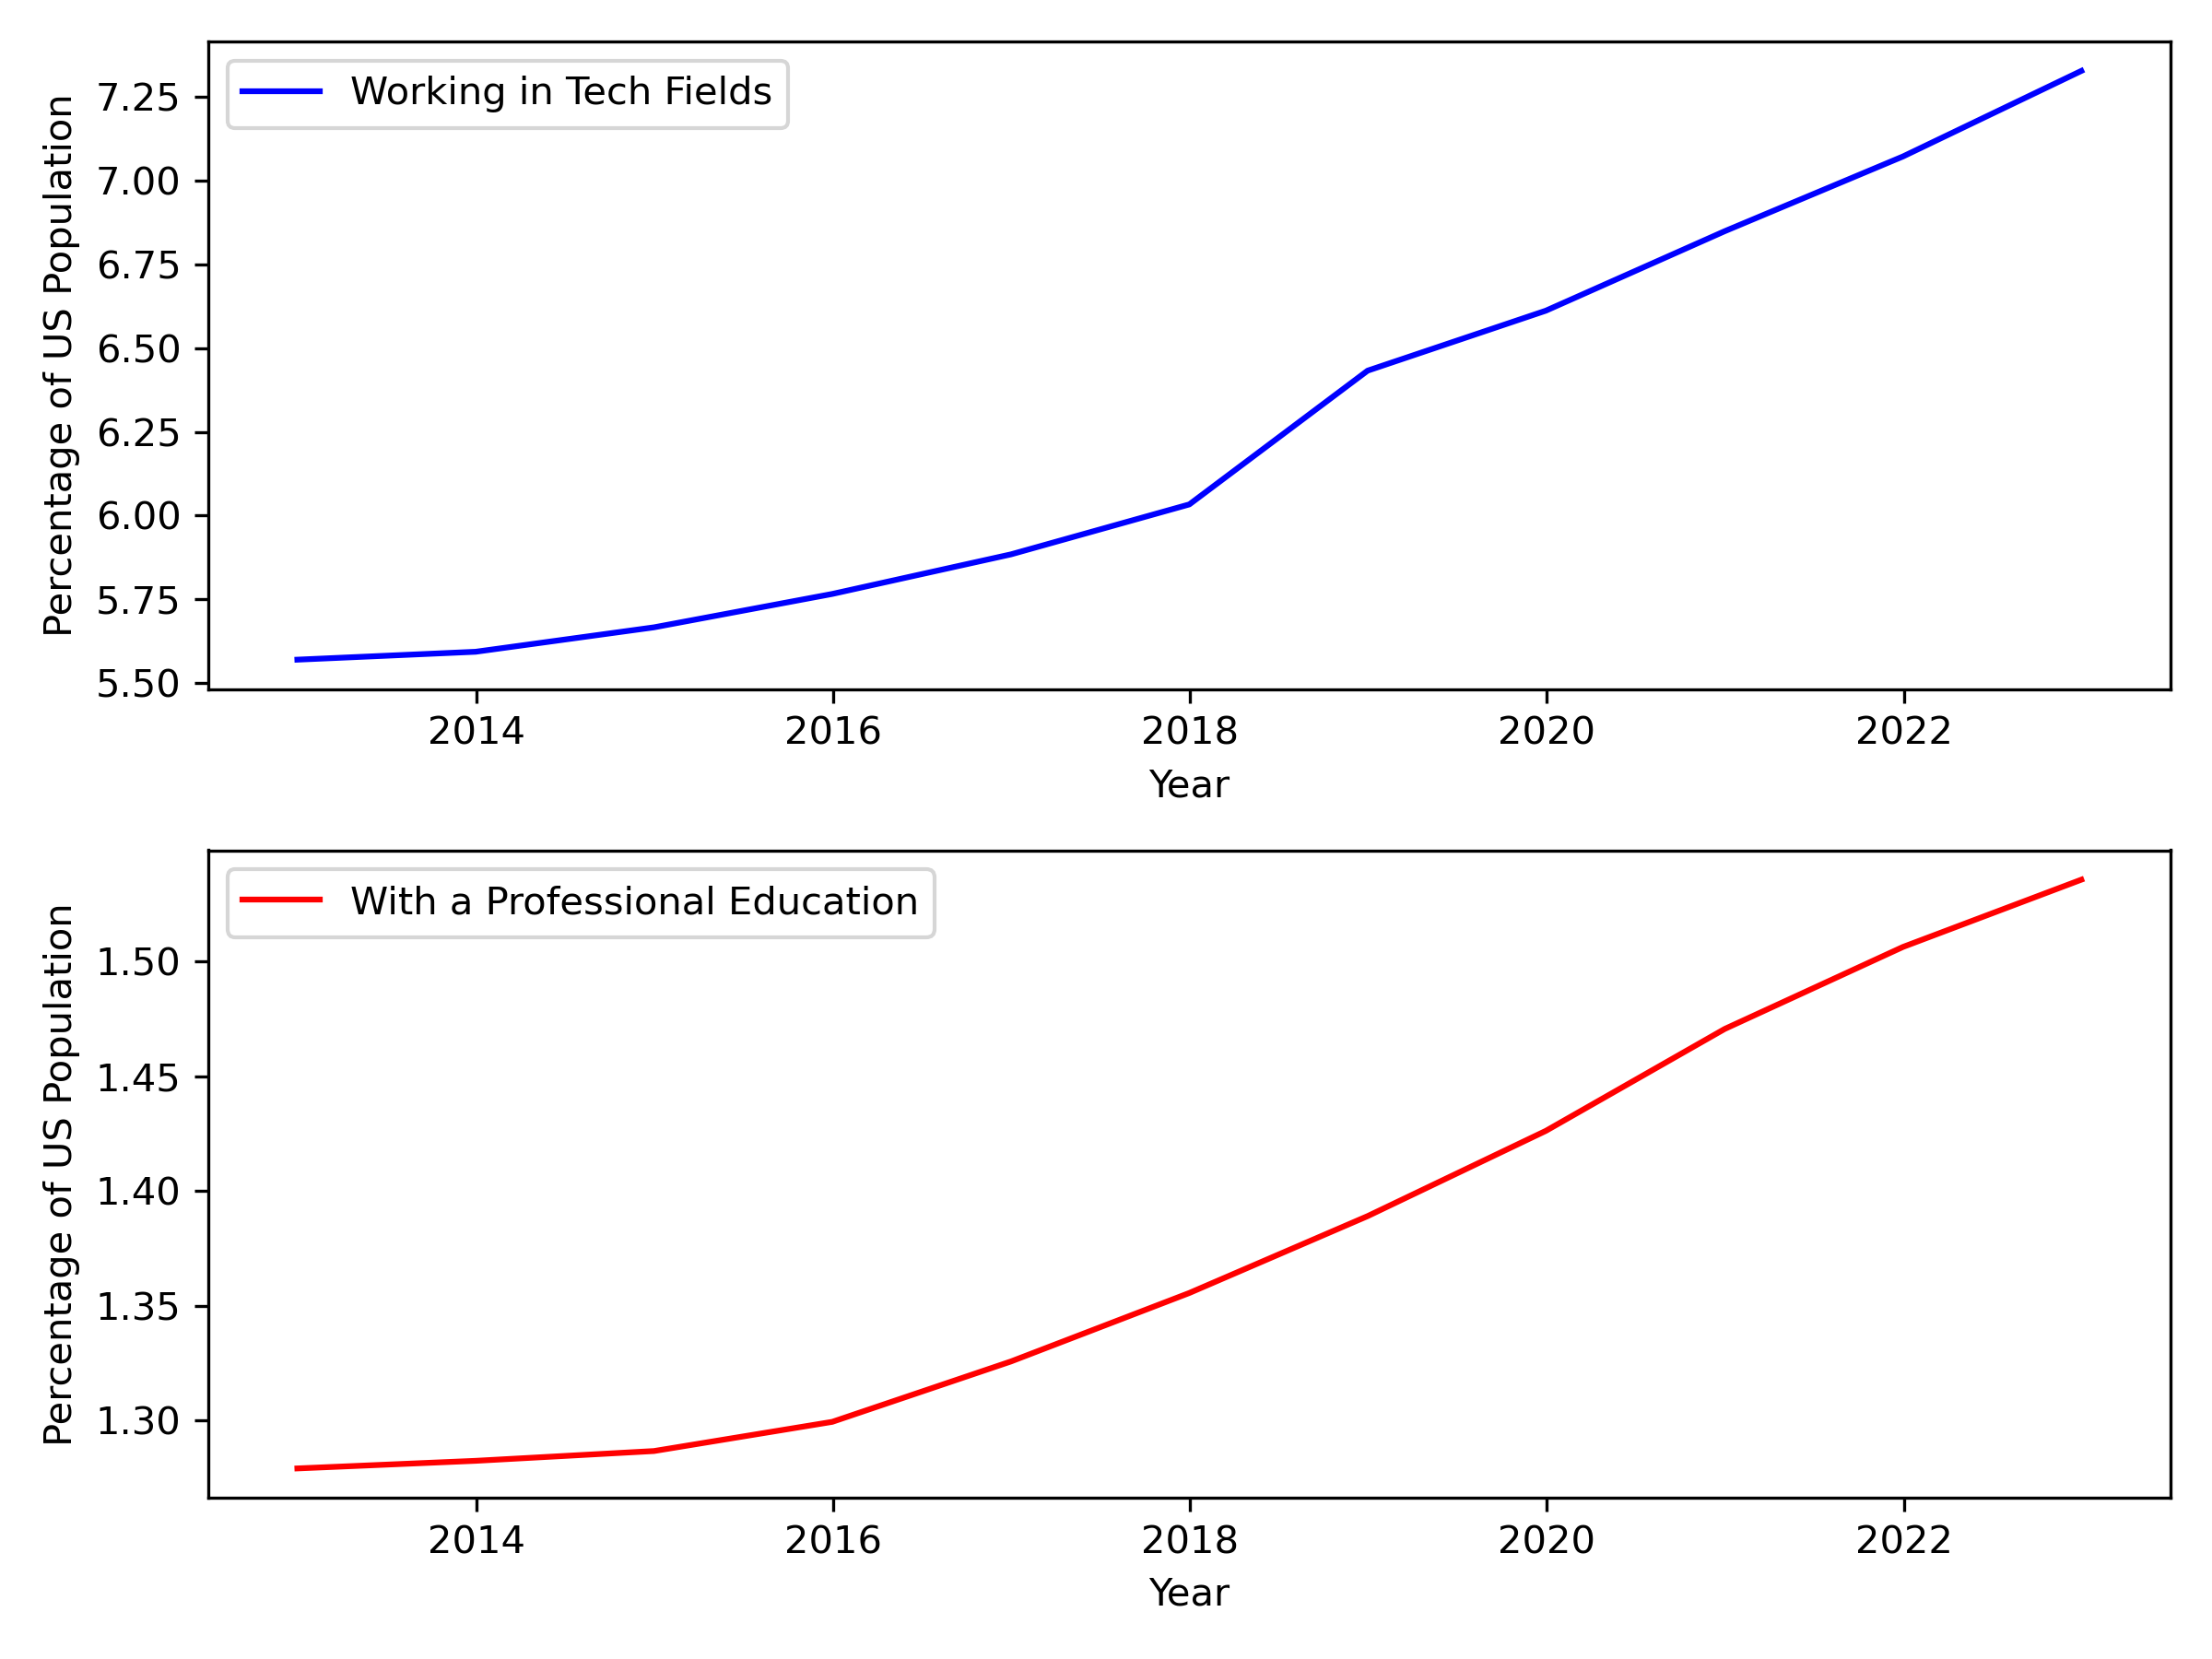 Working in Tech Fields
Percentage of US Population
7.25
7.00
6.75
6.50
6.25
6.00
5.75
5.50
2014 2016 2018 2020 2022
Year
With a Professional Education
Percentage of US Population
1.50
1.45
1.40
1.35
1.30
2014 2016 2018 2020 2022
Year